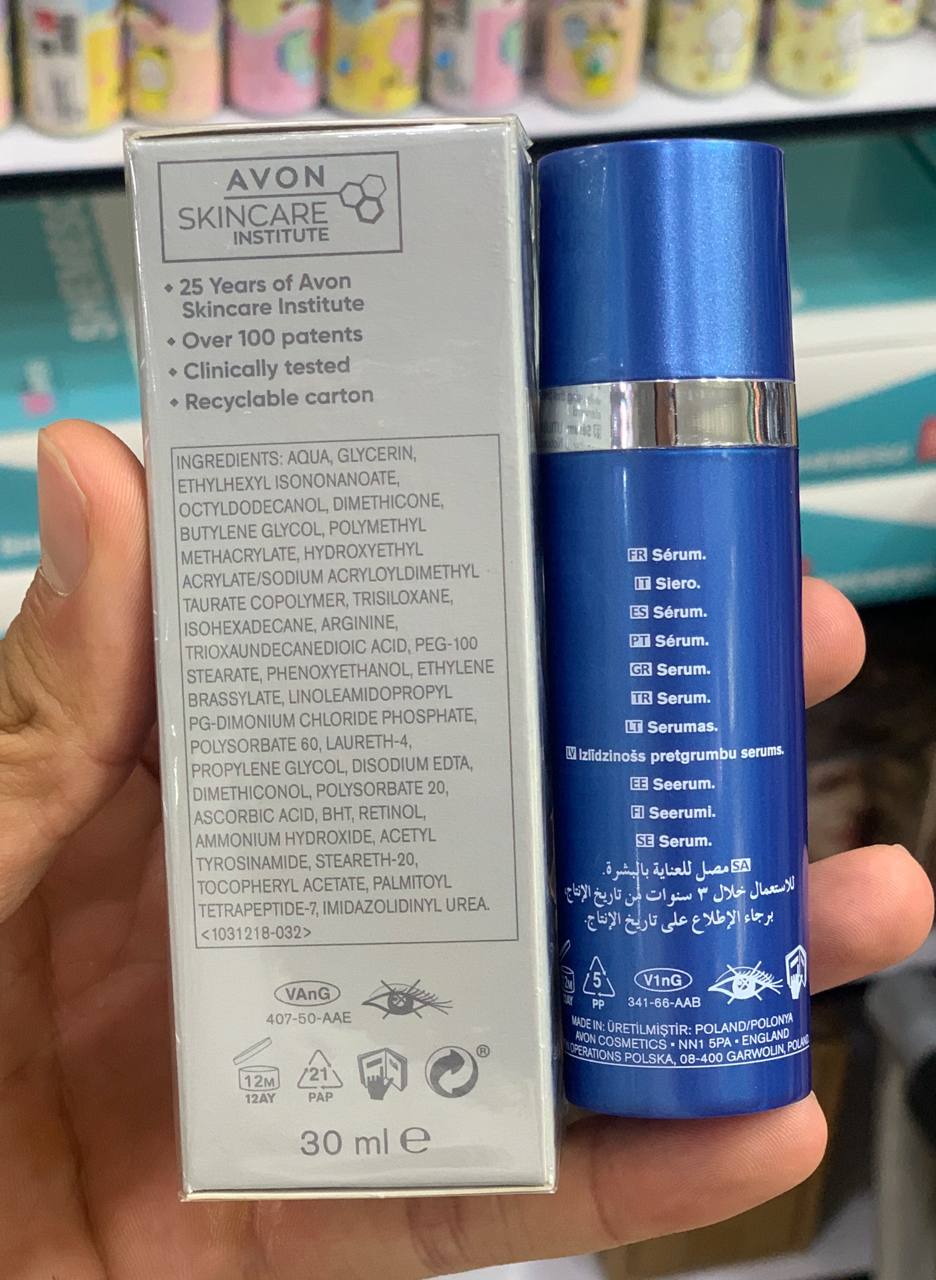 AVON
SKINCARE
INSTITUTE
25 Years of Avon
Skincare Institute
Over 100 patents
Clinically tested
Recyclable carton
INGREDIENTS: AQUA, GLYCERIN,
ETHYLHEXYL ISONONANOATE,
OCTYLDODECANOL, DIMETHICONE,
BUTYLENE GLYCOL, POLYMETHYL
METHACRYLATE, HYDROXYETHYL
ACRYLATE/SODIUM ACRYLOYLDIMETHYL
TAURATE COPOLYMER, TRISILOXANE,
ISOHEXADECANE, ARGININE,
TRIOXAUNDECANEDIOIC ACID, PEG-100
STEARATE, PHENOXYETHANOL, ETHYLENE
BRASSYLATE, LINOLEAMIDOPROPYL
PG-DIMONIUM CHLORIDE PHOSPHATE,
POLYSORBATE 60, LAURETH-4,
PROPYLENE GLYCOL, DISODIUM EDTA,
DIMETHICONOL, POLYSORBATE 20,
ASCORBIC ACID, BHT, RETINOL,
AMMONIUM HYDROXIDE, ACETYL
TYROSINAMIDE, STEARETH-20,
TOCOPHERYL ACETATE, PALMITOYL
TETRAPEPTIDE-7, IMIDAZOLIDINYL UREA.
<1031218-032>
VAnG
407-50-AAE
12M
12AY
21
PAP
®
30 ml e
FR Sérum.
IT Siero.
ES Sérum.
PT Sérum.
GR Serum.
TR Serum.
LT Serumas.
LV Izlīdzinošs pretgrumbu serums.
EE Seerum.
FI Seerumi.
SE Serum.
SA مصل للعناية بالبشرة.
للاستعمال خلال ٣ سنوات من تاريخ الإنتاج،
برجاء الإطلاع على تاريخ الإنتاج.
5
PP
V1nG
341-66-AAB
MADE IN: ÜRETİLMİŞTİR: POLAND/POLONYA
AVON COSMETICS • NN1 5PA • ENGLAND
OPERATIONS POLSKA, 08-400 GARWOLIN, POLAND